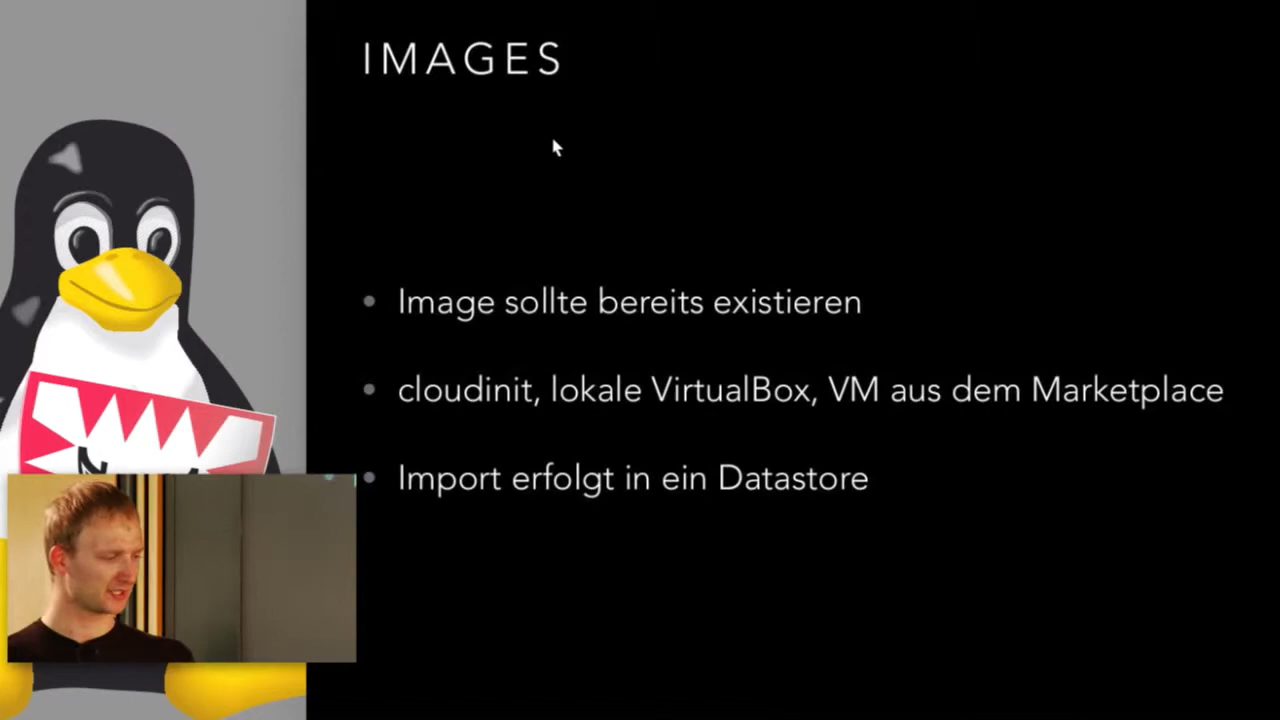 IMAGES
Image sollte bereits existieren
cloudinit, lokale VirtualBox, VM aus dem Marketplace
Import erfolgt in ein Datastore